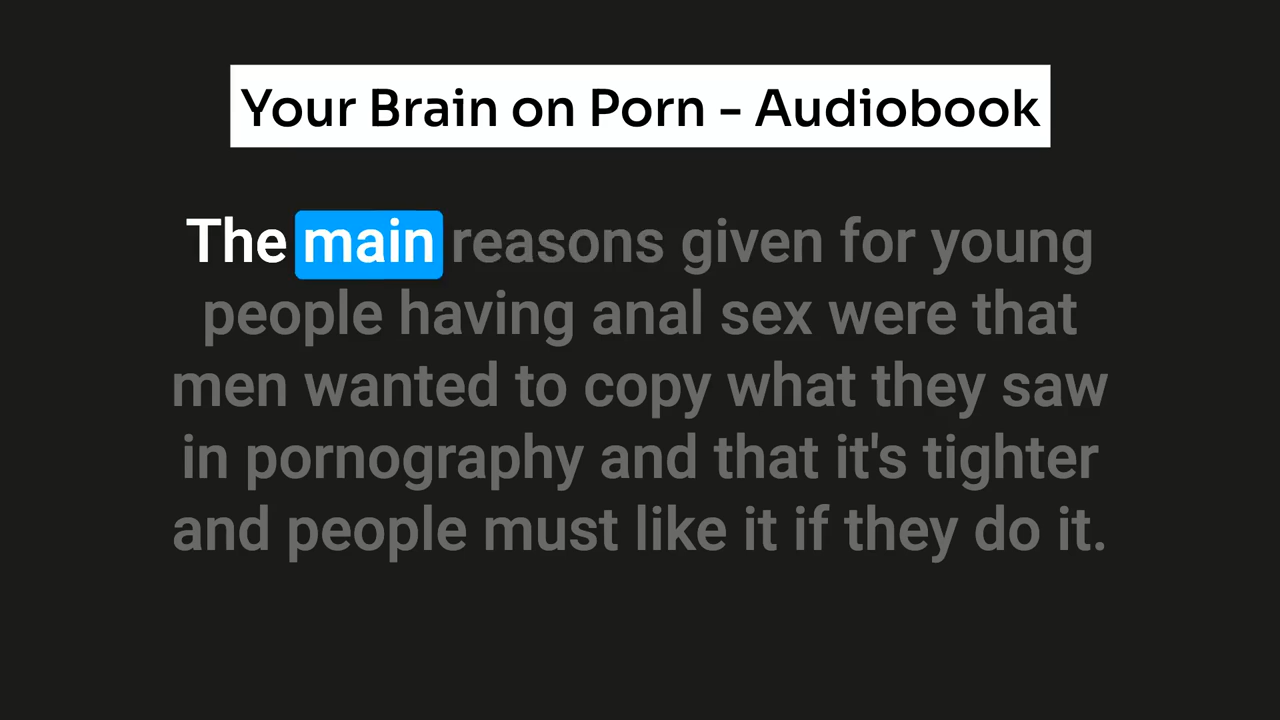 Your Brain on Porn - Audiobook
The main reasons given for young
people having anal sex were that
men wanted to copy what they saw
in pornography and that it's tighter
and people must like it if they do it.